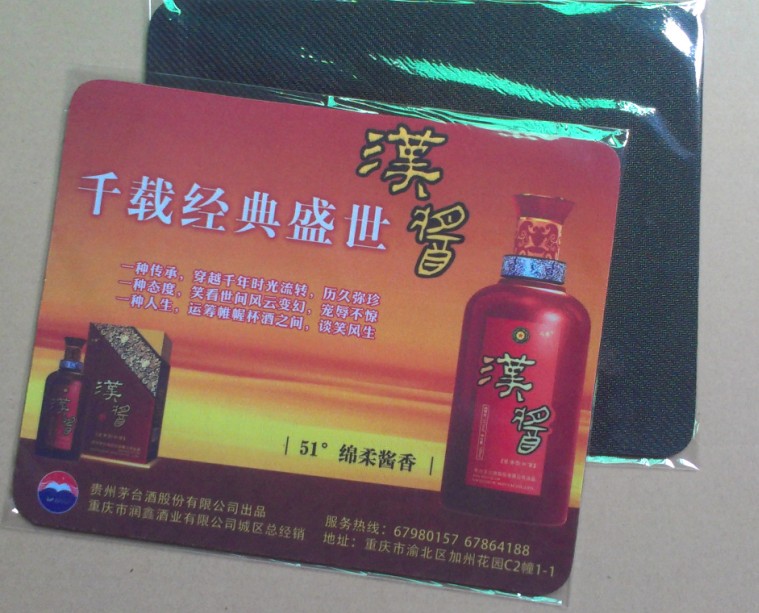 漢醬
千载经典盛世
一种传承，穿越千年时光流转，历久弥珍
一种态度，笑看世间风云变幻，宠辱不惊
一种人生，运筹帷幄杯酒之间，谈笑风生
漢醬
漢醬
漢醬
| 51° 绵柔酱香 |
贵州茅台酒股份有限公司出品
重庆市润鑫酒业有限公司城区总经销
服务热线：67980157 67864188
地址：重庆市渝北区加州花园C2幢1-1